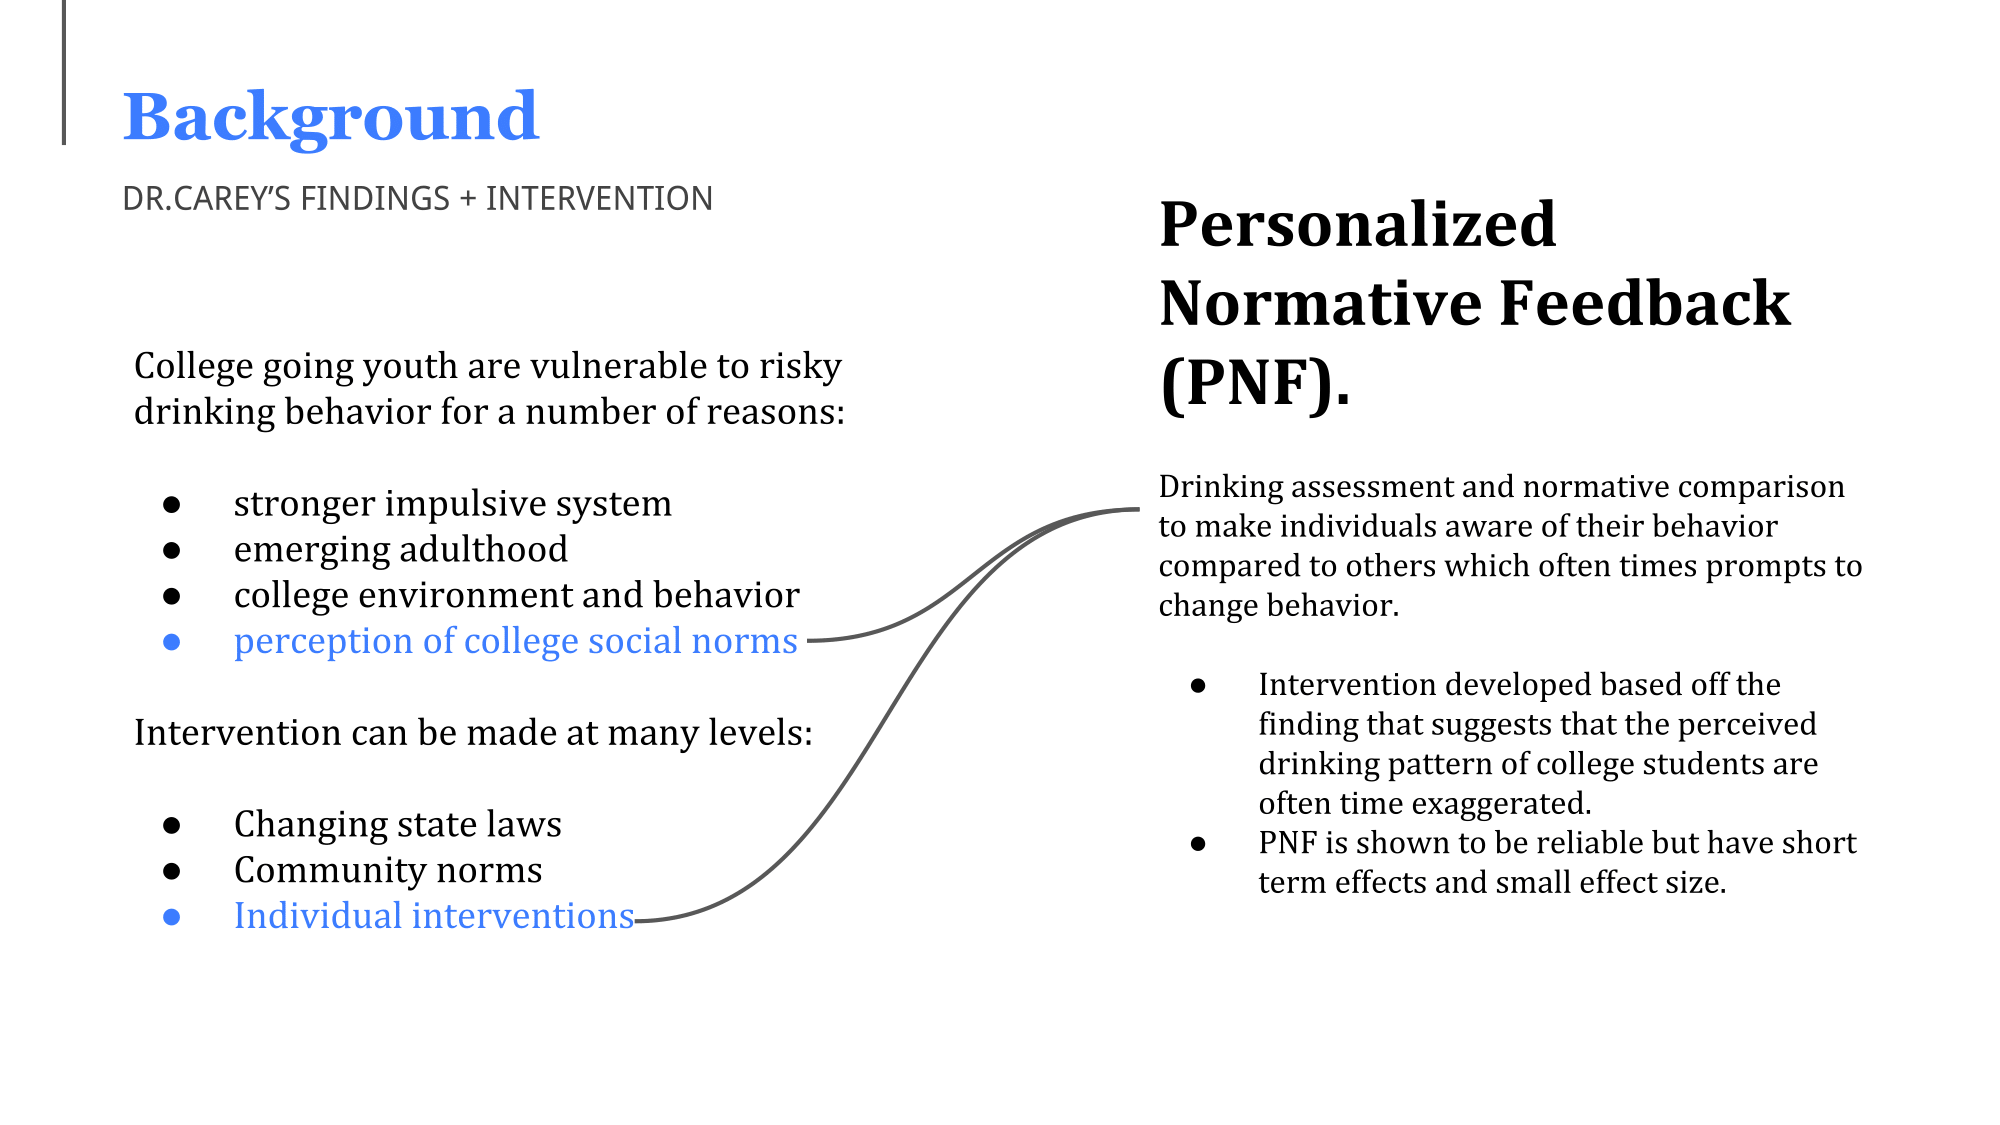 Background
DR.CAREY’S FINDINGS + INTERVENTION
College going youth are vulnerable to risky
drinking behavior for a number of reasons:
● stronger impulsive system
● emerging adulthood
● college environment and behavior
● perception of college social norms
Intervention can be made at many levels:
● Changing state laws
● Community norms
● Individual interventions
Personalized
Normative Feedback
(PNF).
Drinking assessment and normative comparison
to make individuals aware of their behavior
compared to others which often times prompts to
change behavior.
● Intervention developed based off the
finding that suggests that the perceived
drinking pattern of college students are
often time exaggerated.
● PNF is shown to be reliable but have short
term effects and small effect size.